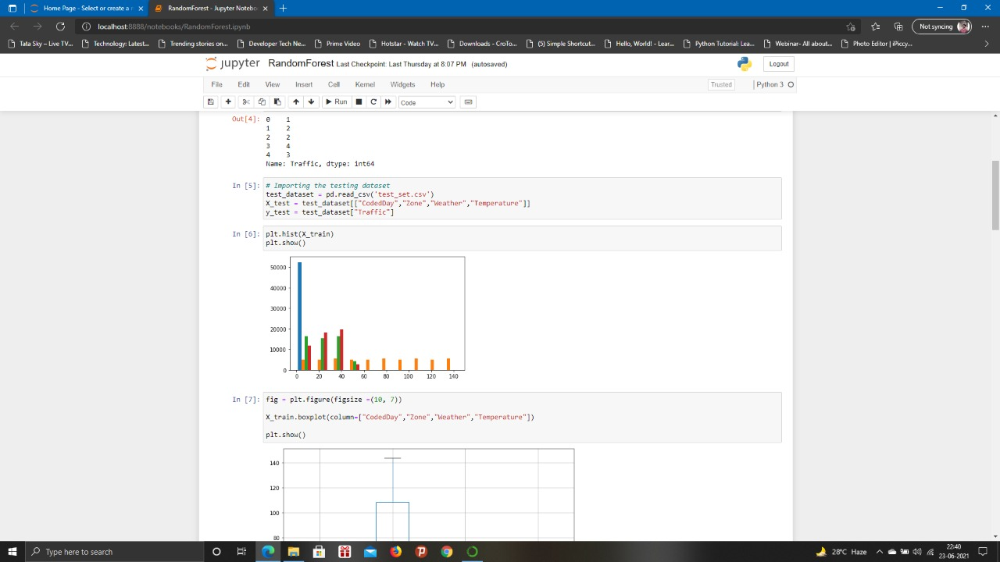 Home Page - Select or create a n
RandomForest - Jupyter Notebo
localhost:8888/notebooks/RandomForest.ipynb
Not syncing
Tata Sky – Live TV...
Technology: Latest...
Trending stories on...
Developer Tech Ne...
Prime Video
Hotstar - Watch TV...
Downloads - CroTo...
(5) Simple Shortcut...
Hello, World! - Lear...
Python Tutorial: Lea...
Webinar- All about...
Photo Editor | iPiccy...
jupyter RandomForest Last Checkpoint: Last Thursday at 8:07 PM (autosaved)
Logout
File Edit View Insert Cell Kernel Widgets Help
Trusted
Python 3
Run
Code
Out[4]: 0 1
1 2
2 2
3 4
4 3
Name: Traffic, dtype: int64
In [5]: # Importing the testing dataset
test_dataset = pd.read_csv('test_set.csv')
X_test = test_dataset[["CodedDay","Zone","Weather","Temperature"]]
y_test = test_dataset["Traffic"]
In [6]: plt.hist(X_train)
plt.show()
50000
40000
30000
20000
10000
0
0 20 40 60 80 100 120 140
In [7]: fig = plt.figure(figsize =(10, 7))
X_train.boxplot(column=["CodedDay","Zone","Weather","Temperature"])
plt.show()
140
120
100
80
Type here to search
28°C Haze
22:40
23-06-2021